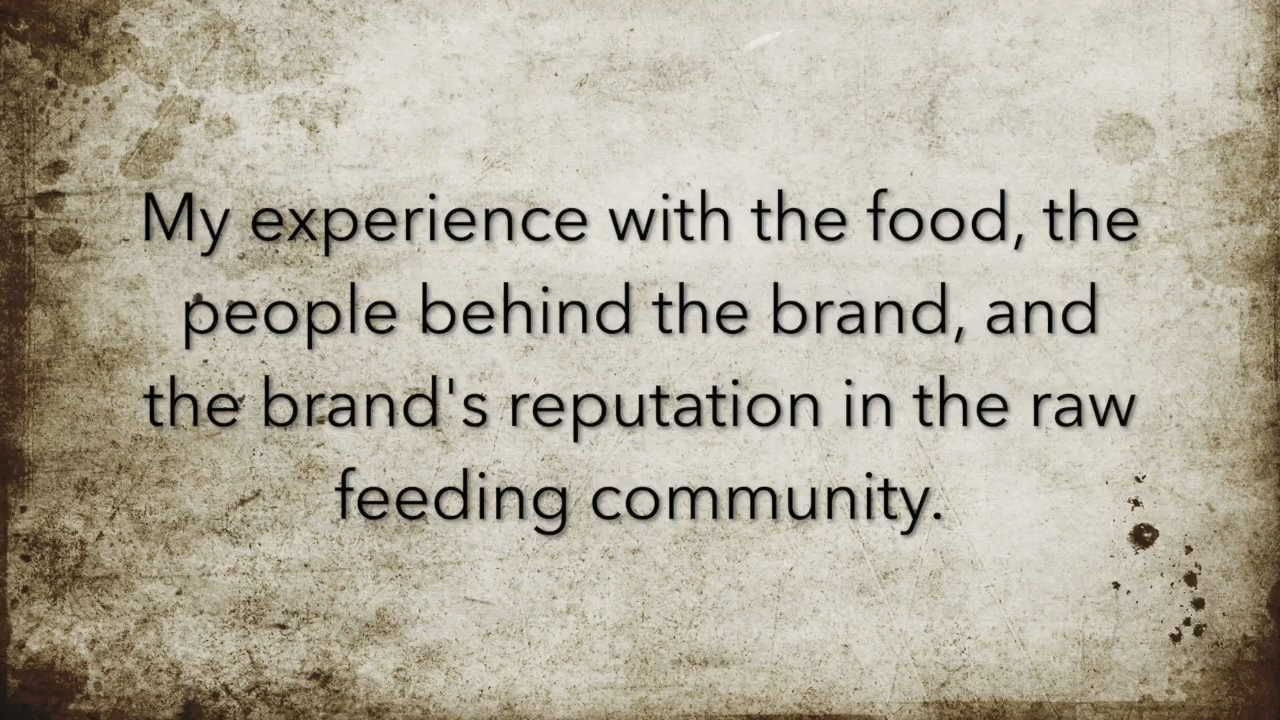 My experience with the food, the
people behind the brand, and
the brand's reputation in the raw
feeding community.